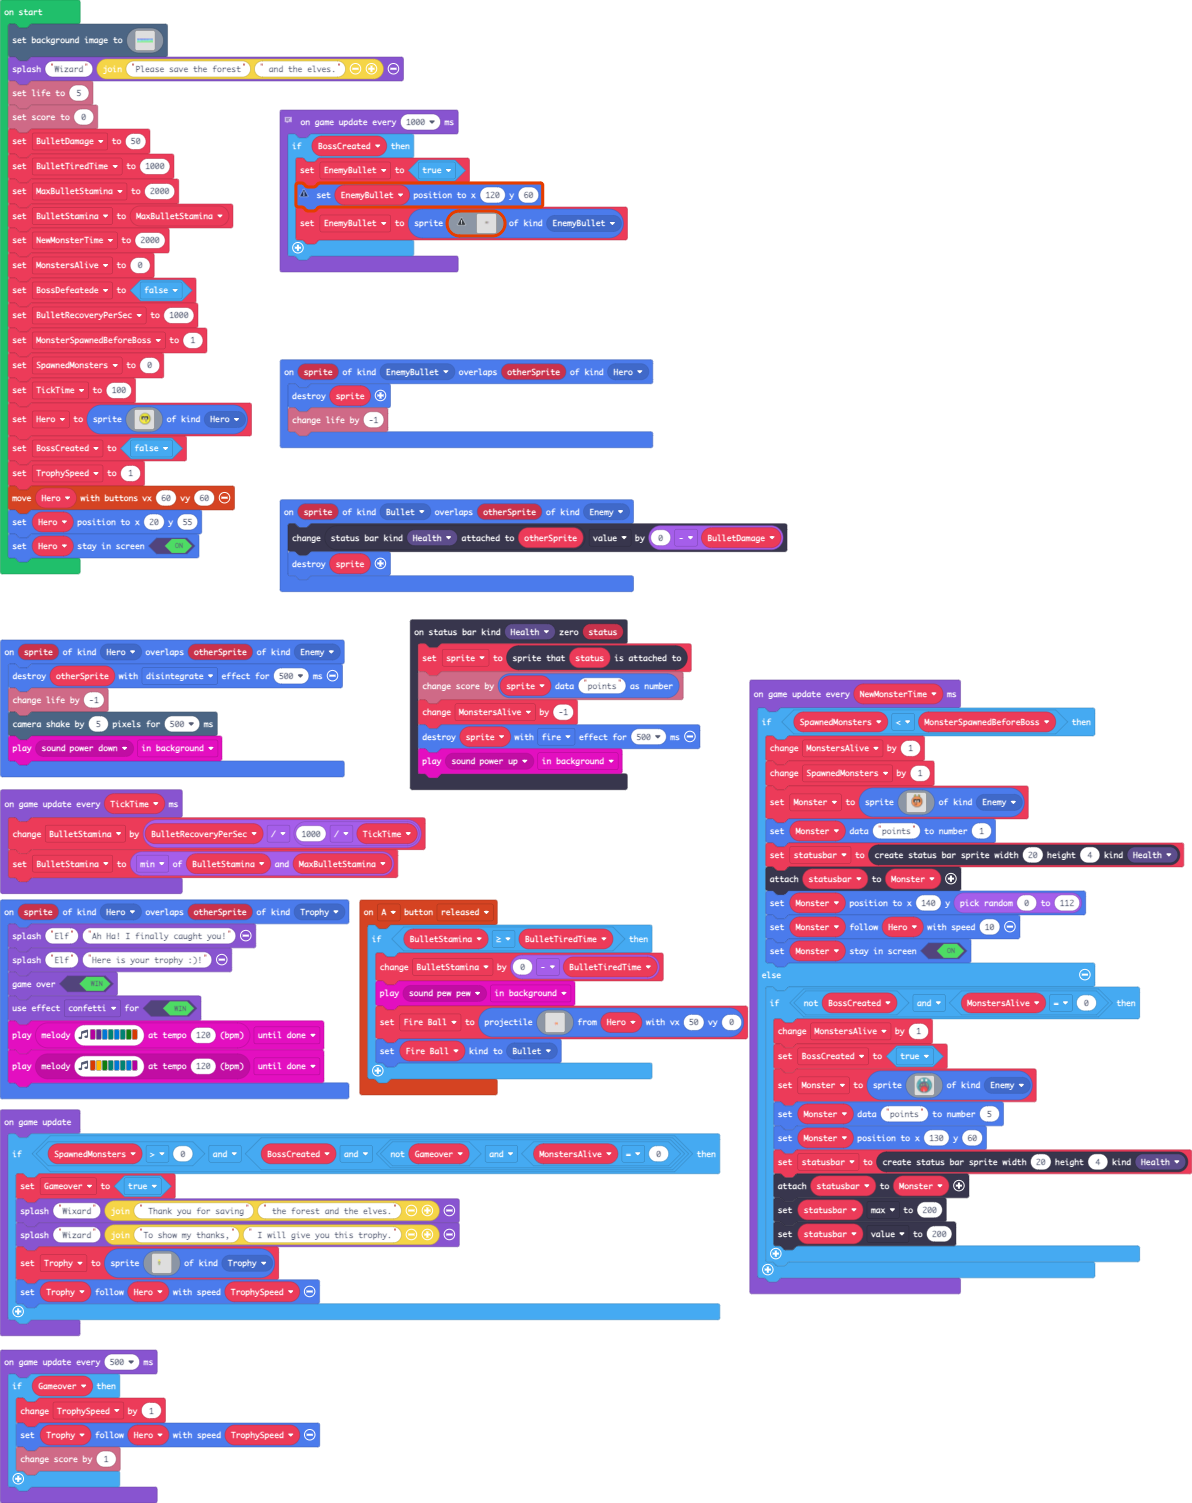 on start
set background image to
splash "Wizard" join "Please save the forest" " and the elves."
set life to 5
set score to 0
set BulletDamage to 50
set BulletTiredTime to 1000
set MaxBulletStamina to 2000
set BulletStamina to MaxBulletStamina
set NewMonsterTime to 2000
set MonstersAlive to 0
set BossDefeatede to false
set BulletRecoveryPerSec to 1000
set MonsterSpawnedBeforeBoss to 1
set SpawnedMonsters to 0
set TickTime to 100
set Hero to sprite of kind Hero
set BossCreated to false
set TrophySpeed to 1
move Hero with buttons vx 60 vy 60
set Hero position to x 20 y 55
set Hero stay in screen ON
on game update every 1000 ms
if BossCreated then
set EnemyBullet to true
set EnemyBullet position to x 120 y 60
set EnemyBullet to sprite of kind EnemyBullet
on sprite of kind EnemyBullet overlaps otherSprite of kind Hero
destroy sprite
change life by -1
on sprite of kind Bullet overlaps otherSprite of kind Enemy
change status bar kind Health attached to otherSprite value by 0 - BulletDamage
destroy sprite
on sprite of kind Hero overlaps otherSprite of kind Enemy
destroy otherSprite with disintegrate effect for 500 ms
change life by -1
camera shake by 5 pixels for 500 ms
play sound power down in background
on status bar kind Health zero status
set sprite to sprite that status is attached to
change score by sprite data "points" as number
change MonstersAlive by -1
destroy sprite with fire effect for 500 ms
play sound power up in background
on game update every TickTime ms
change BulletStamina by BulletRecoveryPerSec / 1000 / TickTime
set BulletStamina to min of BulletStamina and MaxBulletStamina
on sprite of kind Hero overlaps otherSprite of kind Trophy
splash "Elf" "Ah Ha! I finally caught you!"
splash "Elf" "Here is your trophy :)!"
game over WIN
use effect confetti for WIN
play melody at tempo 120 (bpm) until done
play melody at tempo 120 (bpm) until done
on A button released
if BulletStamina ≥ BulletTiredTime then
change BulletStamina by 0 - BulletTiredTime
play sound pew pew in background
set Fire Ball to projectile from Hero with vx 50 vy 0
set Fire Ball kind to Bullet
on game update every NewMonsterTime ms
if SpawnedMonsters < MonsterSpawnedBeforeBoss then
change MonstersAlive by 1
change SpawnedMonsters by 1
set Monster to sprite of kind Enemy
set Monster data "points" to number 1
set statusbar to create status bar sprite width 20 height 4 kind Health
attach statusbar to Monster
set Monster position to x 140 y pick random 0 to 112
set Monster follow Hero with speed 10
set Monster stay in screen ON
else
if not BossCreated and MonstersAlive = 0 then
change MonstersAlive by 1
set BossCreated to true
set Monster to sprite of kind Enemy
set Monster data "points" to number 5
set Monster position to x 130 y 60
set statusbar to create status bar sprite width 20 height 4 kind Health
attach statusbar to Monster
set statusbar max to 200
set statusbar value to 200
on game update
if SpawnedMonsters > 0 and BossCreated and not Gameover and MonstersAlive = 0 then
set Gameover to true
splash "Wixard" join " Thank you for saving" " the forest and the elves."
splash "Wizard" join "To show my thanks," " I will give you this trophy."
set Trophy to sprite of kind Trophy
set Trophy follow Hero with speed TrophySpeed
on game update every 500 ms
if Gameover then
change TrophySpeed by 1
set Trophy follow Hero with speed TrophySpeed
change score by 1